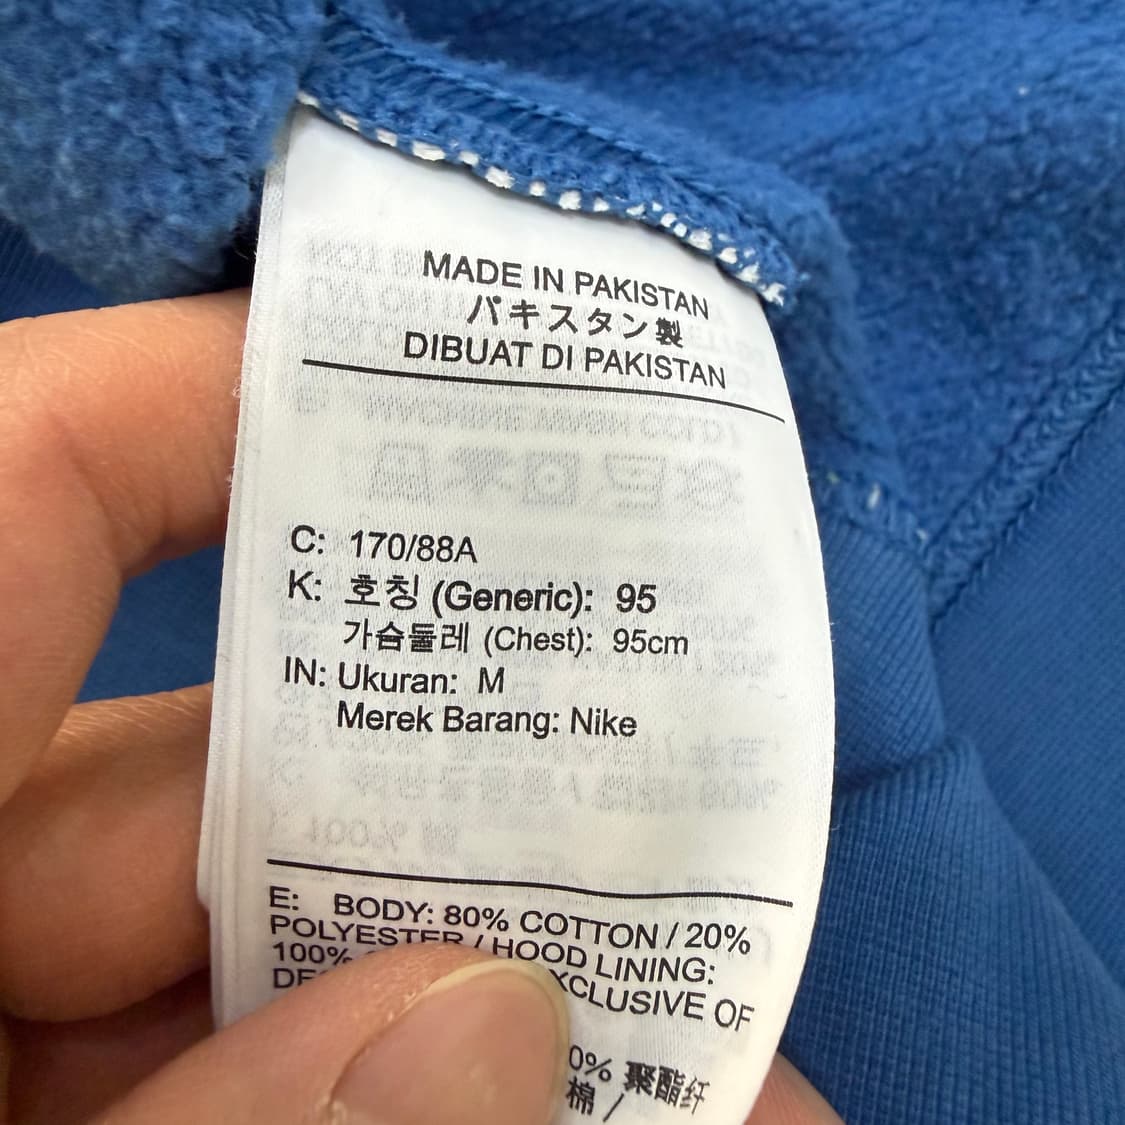 MADE IN PAKISTAN
パキスタン製
DIBUAT DI PAKISTAN
C: 170/88A
K: 호칭 (Generic): 95
가슴둘레 (Chest): 95cm
IN: Ukuran: M
Merek Barang: Nike
E: BODY: 80% COTTON / 20%
POLYESTER / HOOD LINING:
100%
OF
0% 聚酯纤
棉 /